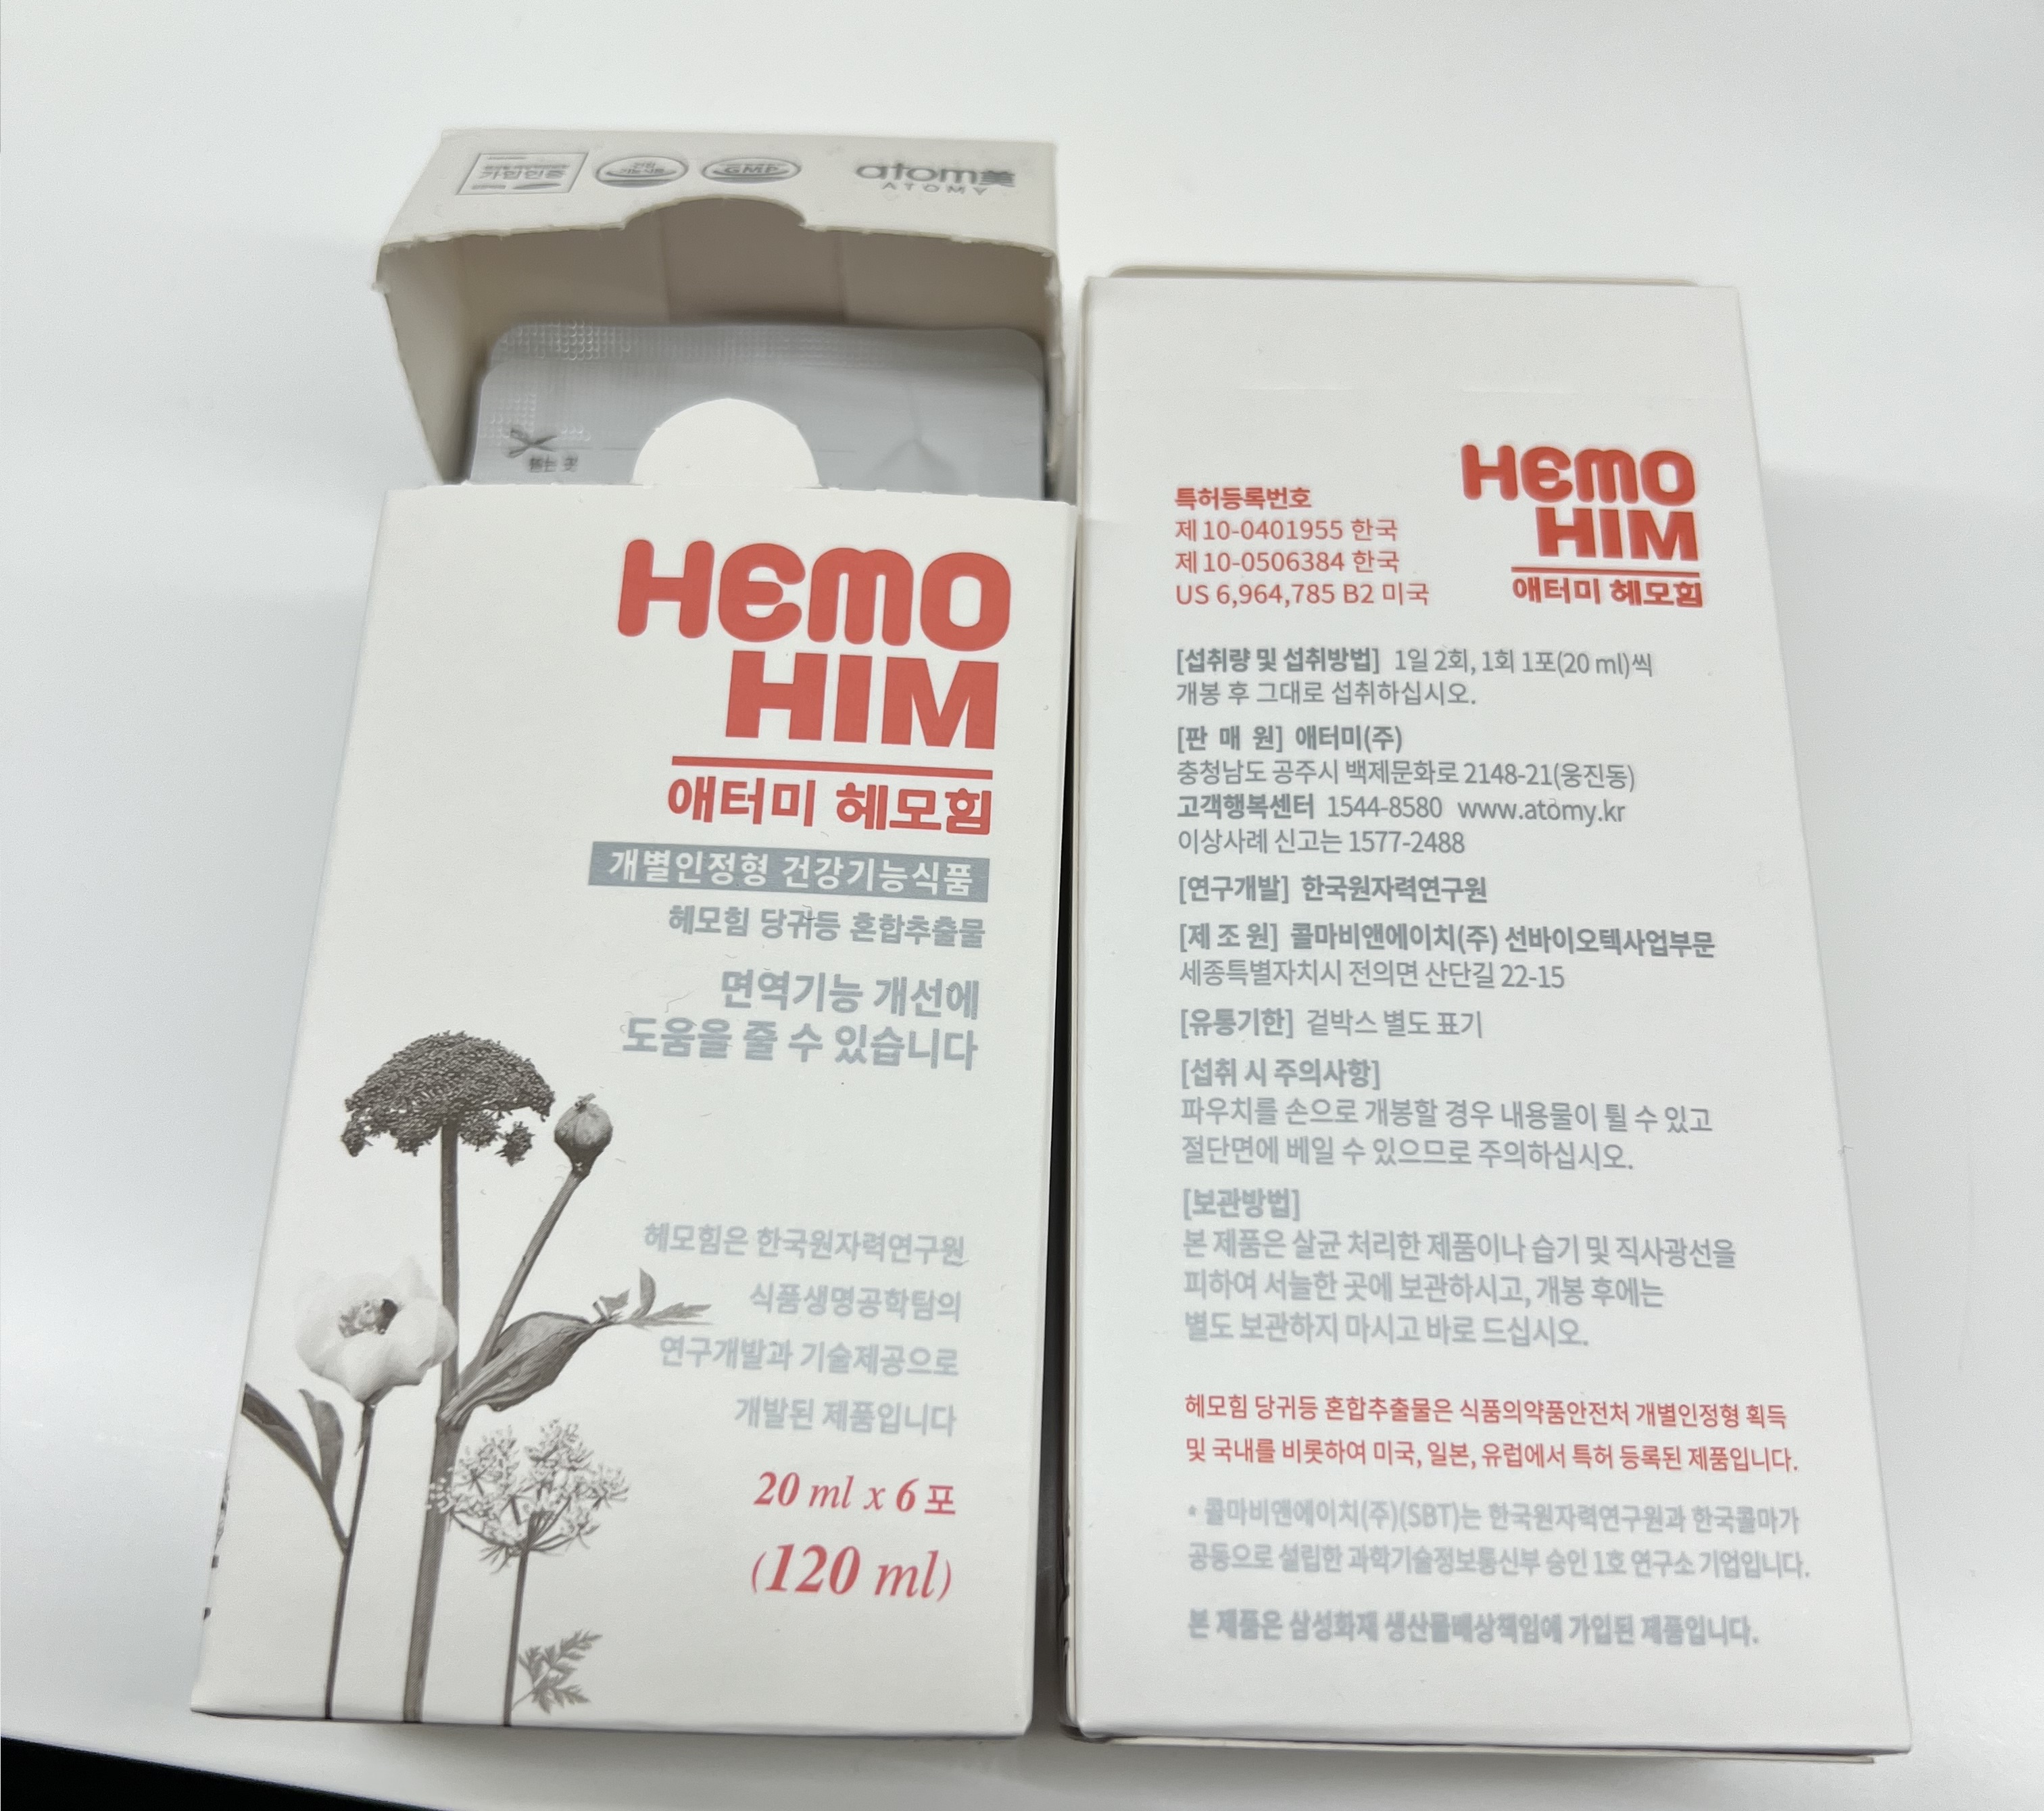 가입인증
GMP
atom美
ATOMY
뜯는 곳
HEMO
HIM
애터미 헤모힘
개별인정형 건강기능식품
헤모힘 당귀등 혼합추출물
면역기능 개선에
도움을 줄 수 있습니다
헤모힘은 한국원자력연구원
식품생명공학팀의
연구개발과 기술제공으로
개발된 제품입니다
20 ml x 6 포
(120 ml)
HEMO
HIM
애터미 헤모힘
특허등록번호
제 10-0401955 한국
제 10-0506384 한국
US 6,964,785 B2 미국
[섭취량 및 섭취방법] 1일 2회, 1회 1포(20 ml)씩
개봉 후 그대로 섭취하십시오.
[판 매 원] 애터미(주)
충청남도 공주시 백제문화로 2148-21(웅진동)
고객행복센터 1544-8580 www.atomy.kr
이상사례 신고는 1577-2488
[연구개발] 한국원자력연구원
[제 조 원] 콜마비앤에이치(주) 선바이오텍사업부문
세종특별자치시 전의면 산단길 22-15
[유통기한] 겉박스 별도 표기
[섭취 시 주의사항]
파우치를 손으로 개봉할 경우 내용물이 튈 수 있고
절단면에 베일 수 있으므로 주의하십시오.
[보관방법]
본 제품은 살균 처리한 제품이나 습기 및 직사광선을
피하여 서늘한 곳에 보관하시고, 개봉 후에는
별도 보관하지 마시고 바로 드십시오.
헤모힘 당귀등 혼합추출물은 식품의약품안전처 개별인정형 획득
및 국내를 비롯하여 미국, 일본, 유럽에서 특허 등록된 제품입니다.
* 콜마비앤에이치(주)(SBT)는 한국원자력연구원과 한국콜마가
공동으로 설립한 과학기술정보통신부 승인 1호 연구소 기업입니다.
본 제품은 삼성화재 생산물배상책임에 가입된 제품입니다.